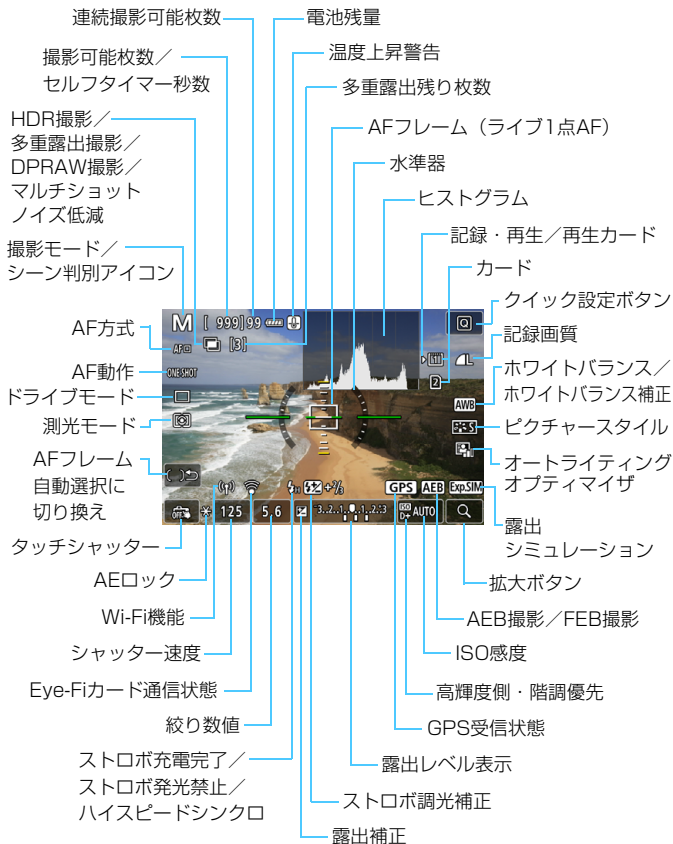 連続撮影可能枚数
電池残量
撮影可能枚数／
セルフタイマー秒数
温度上昇警告
多重露出残り枚数
HDR撮影／
多重露出撮影／
DPRAW撮影／
マルチショット
ノイズ低減
AFフレーム（ライブ1点AF）
水準器
ヒストグラム
記録・再生／再生カード
カード
撮影モード／
シーン判別アイコン
クイック設定ボタン
M [ 999] 99
Q
AF方式
AF
[3]
1
記録画質
L
AF動作
ONE SHOT
2
ホワイトバランス／
ホワイトバランス補正
AWB
ドライブモード
測光モード
S
ピクチャースタイル
AFフレーム
自動選択に
切り換え
オートライティング
オプティマイザ
H
+2/3
GPS
AEB
Exp.SIM
OFF
125
5.6
3..2..1..0..1..2.:3
ISO
D+
AUTO
タッチシャッター
露出
シミュレーション
AEロック
拡大ボタン
Wi-Fi機能
AEB撮影／FEB撮影
シャッター速度
ISO感度
Eye-Fiカード通信状態
高輝度側・階調優先
絞り数値
GPS受信状態
ストロボ充電完了／
ストロボ発光禁止／
ハイスピードシンクロ
露出レベル表示
ストロボ調光補正
露出補正